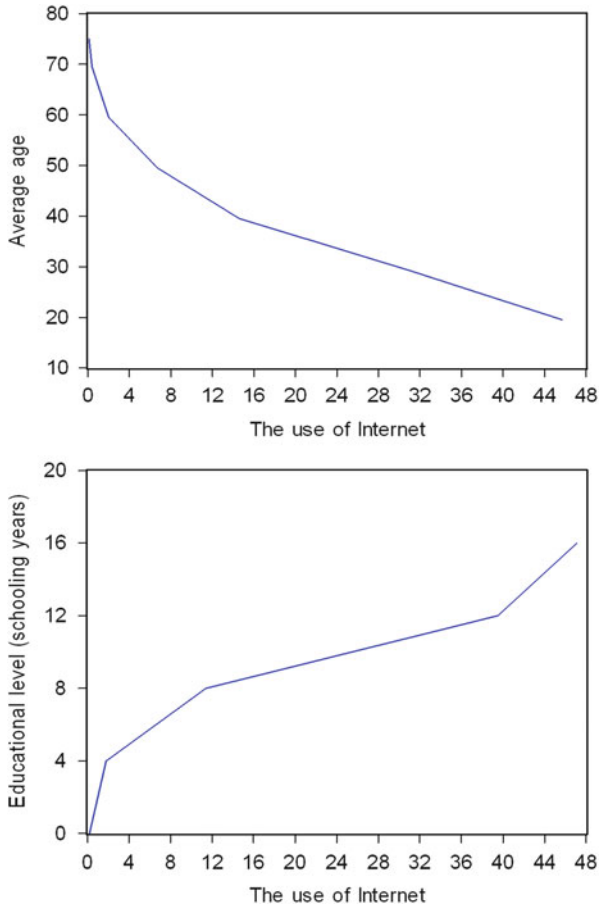 80
70
60
50
40
30
20
10
Average age
0 4 8 12 16 20 24 28 32 36 40 44 48
The use of Internet
20
16
12
8
4
0
Educational level (schooling years)
0 4 8 12 16 20 24 28 32 36 40 44 48
The use of Internet